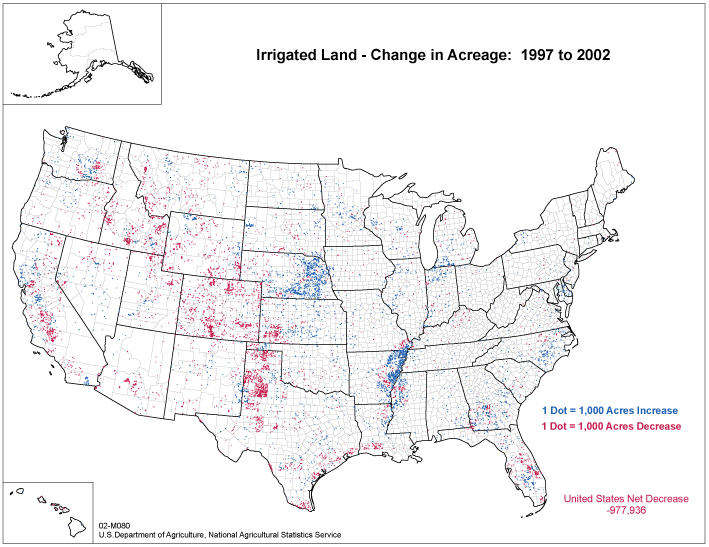 Irrigated Land - Change in Acreage: 1997 to 2002
1 Dot = 1,000 Acres Increase
1 Dot = 1,000 Acres Decrease
United States Net Decrease
-977,936
02-M080
U.S.Department of Agriculture, National Agricultural Statistics Service